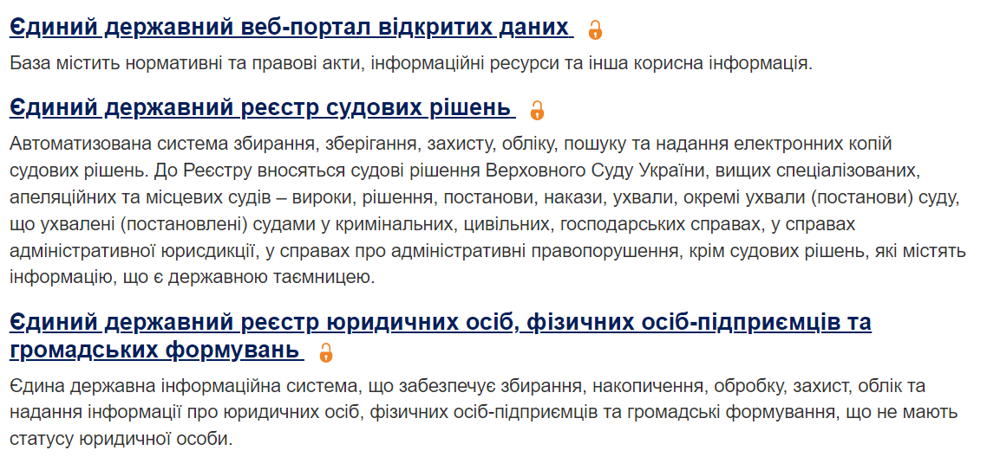 Єдиний державний веб-портал відкритих даних
База містить нормативні та правові акти, інформаційні ресурси та інша корисна інформація.
Єдиний державний реєстр судових рішень
Автоматизована система збирання, зберігання, захисту, обліку, пошуку та надання електронних копій
судових рішень. До Реєстру вносяться судові рішення Верховного Суду України, вищих спеціалізованих,
апеляційних та місцевих судів – вироки, рішення, постанови, накази, ухвали, окремі ухвали (постанови) суду,
що ухвалені (постановлені) судами у кримінальних, цивільних, господарських справах, у справах
адміністративної юрисдикції, у справах про адміністративні правопорушення, крім судових рішень, які містять
інформацію, що є державною таємницею.
Єдиний державний реєстр юридичних осіб, фізичних осіб-підприємців та
громадських формувань
Єдина державна інформаційна система, що забезпечує збирання, накопичення, обробку, захист, облік та
надання інформації про юридичних осіб, фізичних осіб-підприємців та громадські формування, що не мають
статусу юридичної особи.